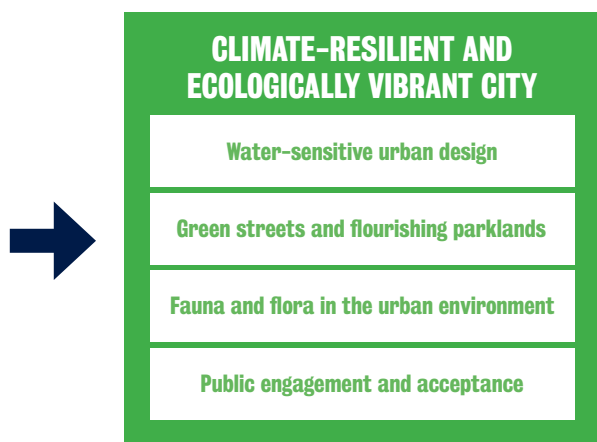 CLIMATE-RESILIENT AND
ECOLOGICALLY VIBRANT CITY
Water-sensitive urban design
Green streets and flourishing parklands
Fauna and flora in the urban environment
Public engagement and acceptance